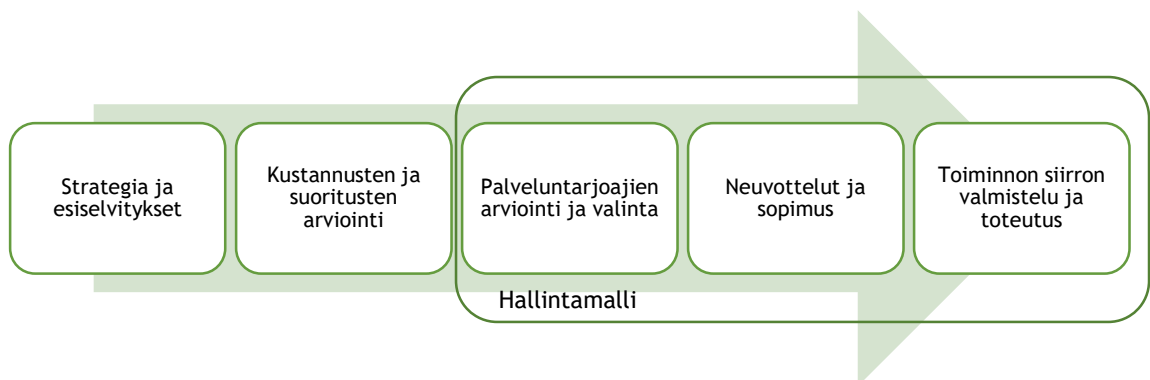 Strategia ja
esiselvitykset
Kustannusten ja
suoritusten
arviointi
Palveluntarjoajien
arviointi ja valinta
Neuvottelut ja
sopimus
Toiminnon siirron
valmistelu ja
toteutus
Hallintamalli